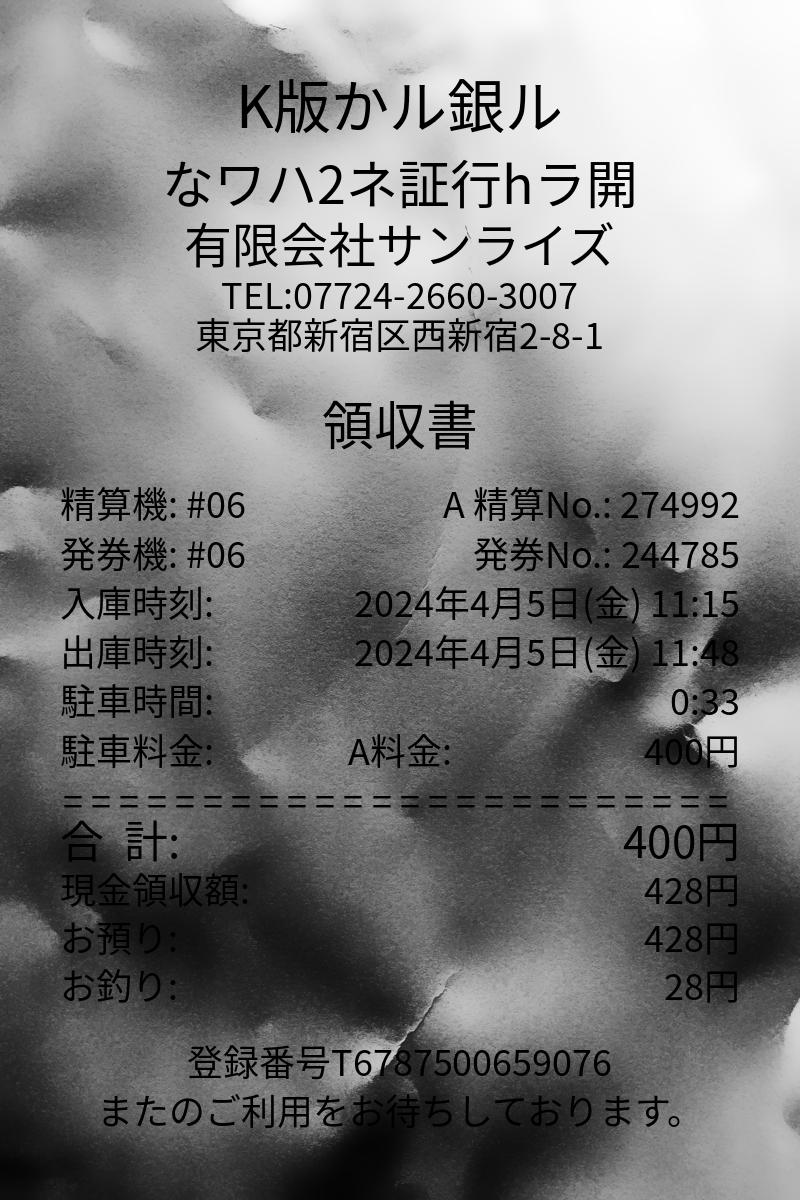 K版かル銀ル
なワハ2ネ証行hラ開
有限会社サンライズ
TEL:07724-2660-3007
東京都新宿区西新宿2-8-1
領収書
精算機: #06 A 精算No.: 274992
発券機: #06 発券No.: 244785
入庫時刻: 2024年4月5日(金) 11:15
出庫時刻: 2024年4月5日(金) 11:48
駐車時間: 0:33
駐車料金: A料金: 400円
========================
合 計: 400円
現金領収額: 428円
お預り: 428円
お釣り: 28円
登録番号T6787500659076
またのご利用をお待ちしております。